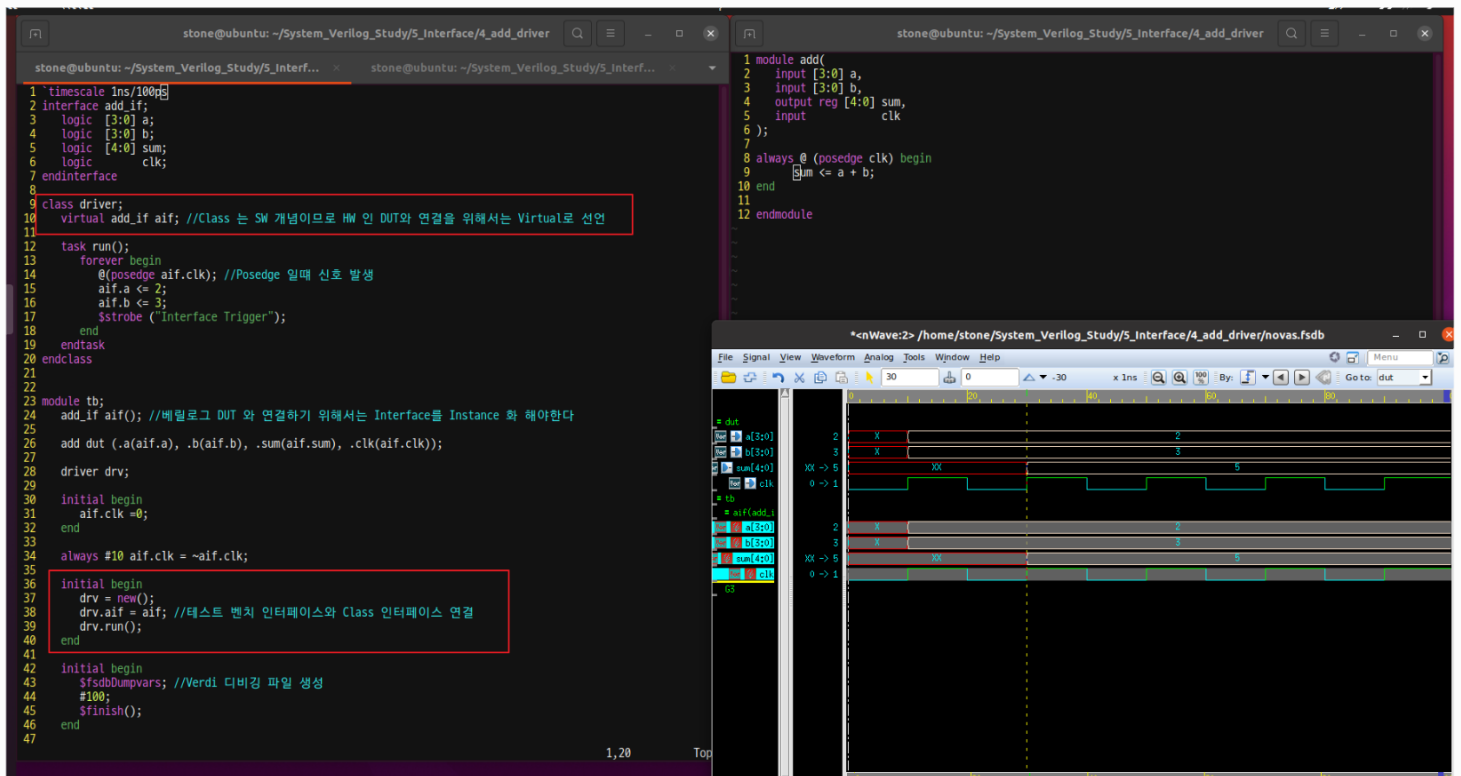 stone@ubuntu: ~/System_Verilog_Study/5_Interface/4_add_driver
stone@ubuntu: ~/System_Verilog_Study/5_Interf...
stone@ubuntu: ~/System_Verilog_Study/5_Interf...
1 `timescale 1ns/100ps
2 interface add_if;
3 logic [3:0] a;
4 logic [3:0] b;
5 logic [4:0] sum;
6 logic clk;
7 endinterface
8
9 class driver;
10 virtual add_if aif; //Class 는 SW 개념이므로 HW 인 DUT와 연결을 위해서는 Virtual로 선언
11
12 task run();
13 forever begin
14 @(posedge aif.clk); //Posedge 일떄 신호 발생
15 aif.a <= 2;
16 aif.b <= 3;
17 $strobe ("Interface Trigger");
18 end
19 endtask
20 endclass
21
22
23 module tb;
24 add_if aif(); //베릴로그 DUT 와 연결하기 위해서는 Interface를 Instance 화 해야한다
25
26 add dut (.a(aif.a), .b(aif.b), .sum(aif.sum), .clk(aif.clk));
27
28 driver drv;
29
30 initial begin
31 aif.clk =0;
32 end
33
34 always #10 aif.clk = ~aif.clk;
35
36 initial begin
37 drv = new();
38 drv.aif = aif; //테스트 벤치 인터페이스와 Class 인터페이스 연결
39 drv.run();
40 end
41
42 initial begin
43 $fsdbDumpvars; //Verdi 디버깅 파일 생성
44 #100;
45 $finish();
46 end
47
1,20 Top
stone@ubuntu: ~/System_Verilog_Study/5_Interface/4_add_driver
1 module add(
2 input [3:0] a,
3 input [3:0] b,
4 output reg [4:0] sum,
5 input clk
6 );
7
8 always @ (posedge clk) begin
9 sum <= a + b;
10 end
11
12 endmodule
*<nWave:2> /home/stone/System_Verilog_Study/5_Interface/4_add_driver/novas.fsdb
File Signal View Waveform Analog Tools Window Help Menu
30 0 -30 x 1ns 100 % By: Go to: dut
0 20 40 60 80
= dut
a[3:0] 2 X 2
b[3:0] 3 X 3
sum[4:0] XX -> 5 XX 5
clk 0 -> 1
= tb
= aif(add_i
a[3:0] 2 X 2
b[3:0] 3 X 3
sum[4:0] XX -> 5 XX 5
clk 0 -> 1
G3